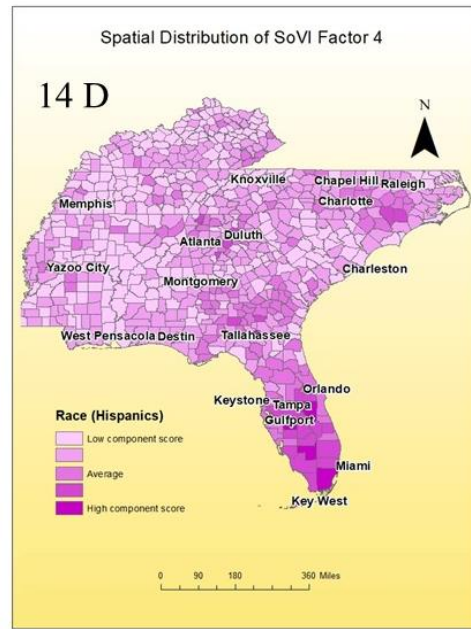 Spatial Distribution of SoVI Factor 4
14 D
N
Knoxville
Chapel Hill
Raleigh
Memphis
Charlotte
Duluth
Atlanta
Yazoo City
Charleston
Montgomery
West Pensacola
Destin
Tallahassee
Keystone
Orlando
Tampa
Gulfport
Race (Hispanics)
Low component score
Average
High component score
Miami
Key West
0 90 180 360 Miles